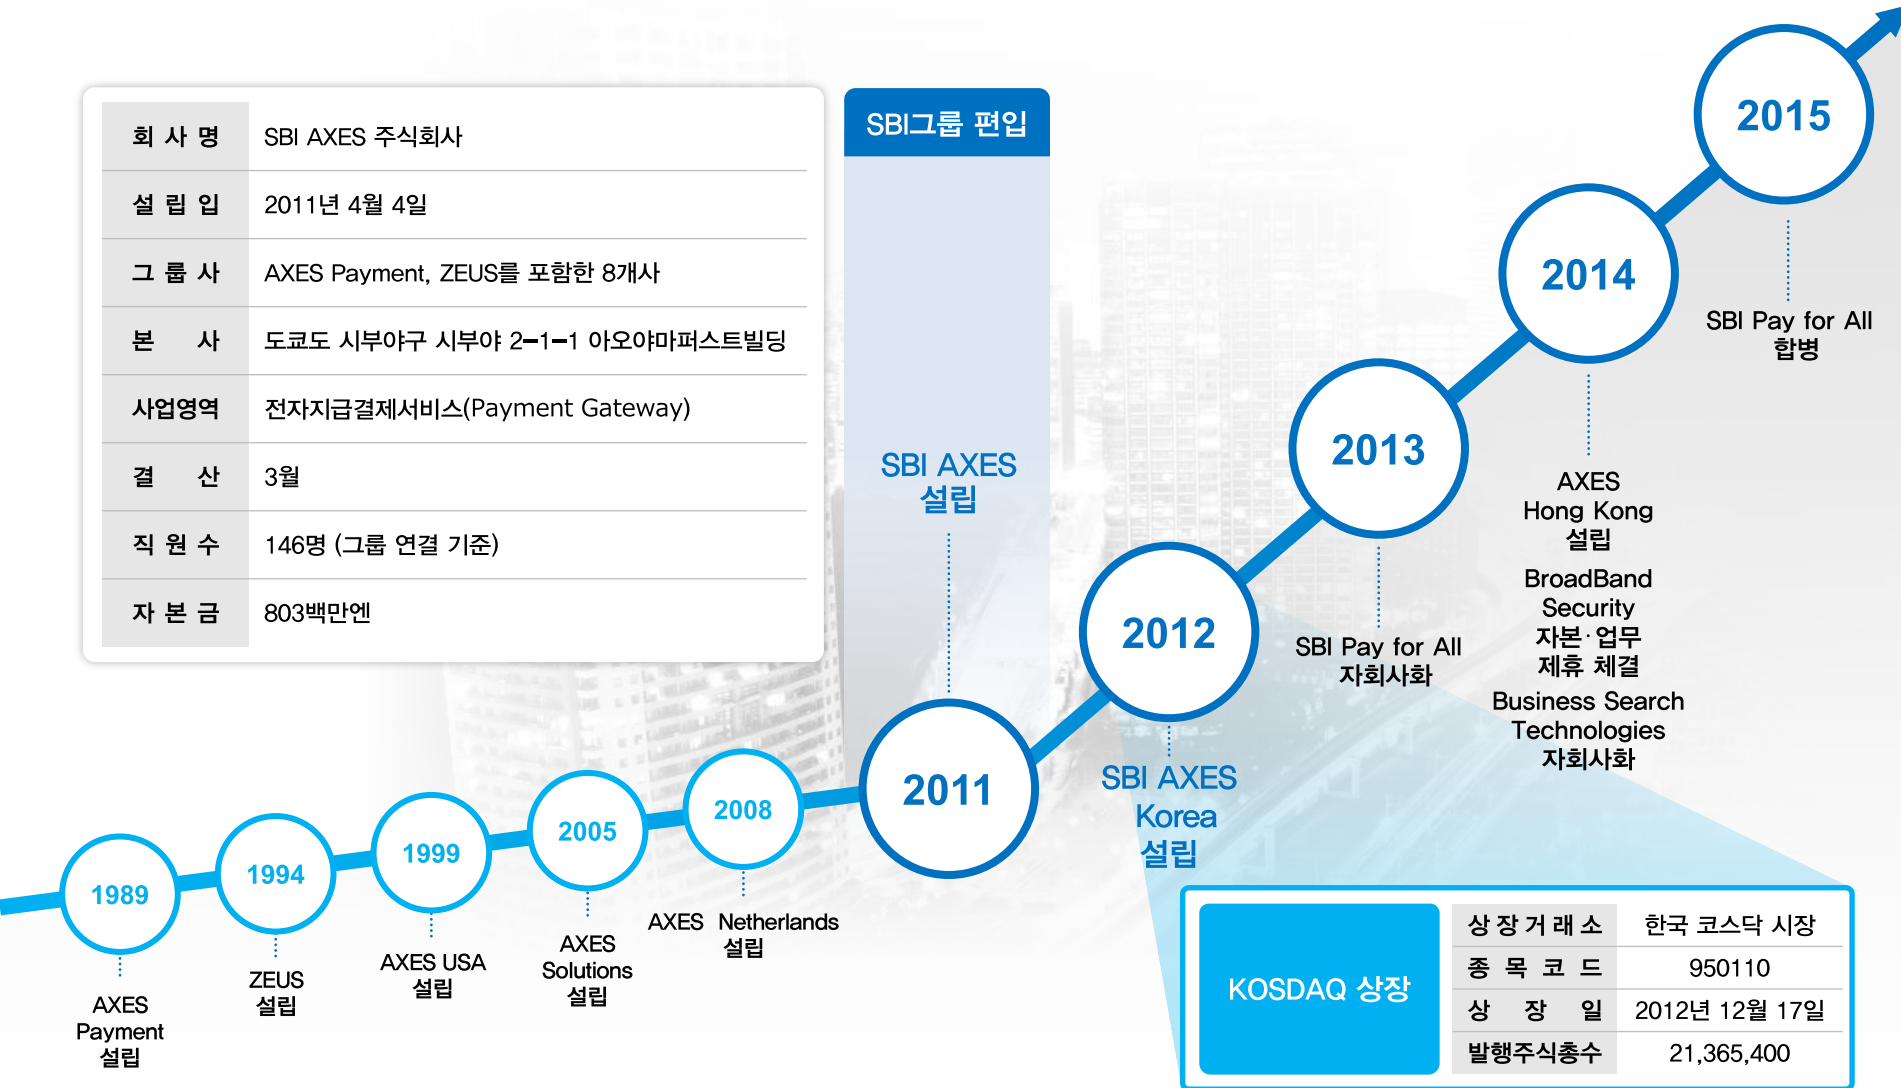 회사명 SBI AXES 주식회사
설립입 2011년 4월 4일
그룹사 AXES Payment, ZEUS를 포함한 8개사
본 사 도쿄도 시부야구 시부야 2-1-1 아오야마퍼스트빌딩
사업영역 전자지급결제서비스(Payment Gateway)
결 산 3월
직원수 146명 (그룹 연결 기준)
자본금 803백만엔
SBI그룹 편입
SBI AXES
설립
1989
AXES
Payment
설립
1994
ZEUS
설립
1999
AXES USA
설립
2005
AXES
Solutions
설립
2008
AXES Netherlands
설립
2011
2012
SBI AXES
Korea
설립
2013
SBI Pay for All
자회사화
2014
AXES
Hong Kong
설립
BroadBand
Security
자본·업무
제휴 체결
Business Search
Technologies
자회사화
2015
SBI Pay for All
합병
KOSDAQ 상장
상장거래소 한국 코스닥 시장
종목코드 950110
상 장 일 2012년 12월 17일
발행주식총수 21,365,400